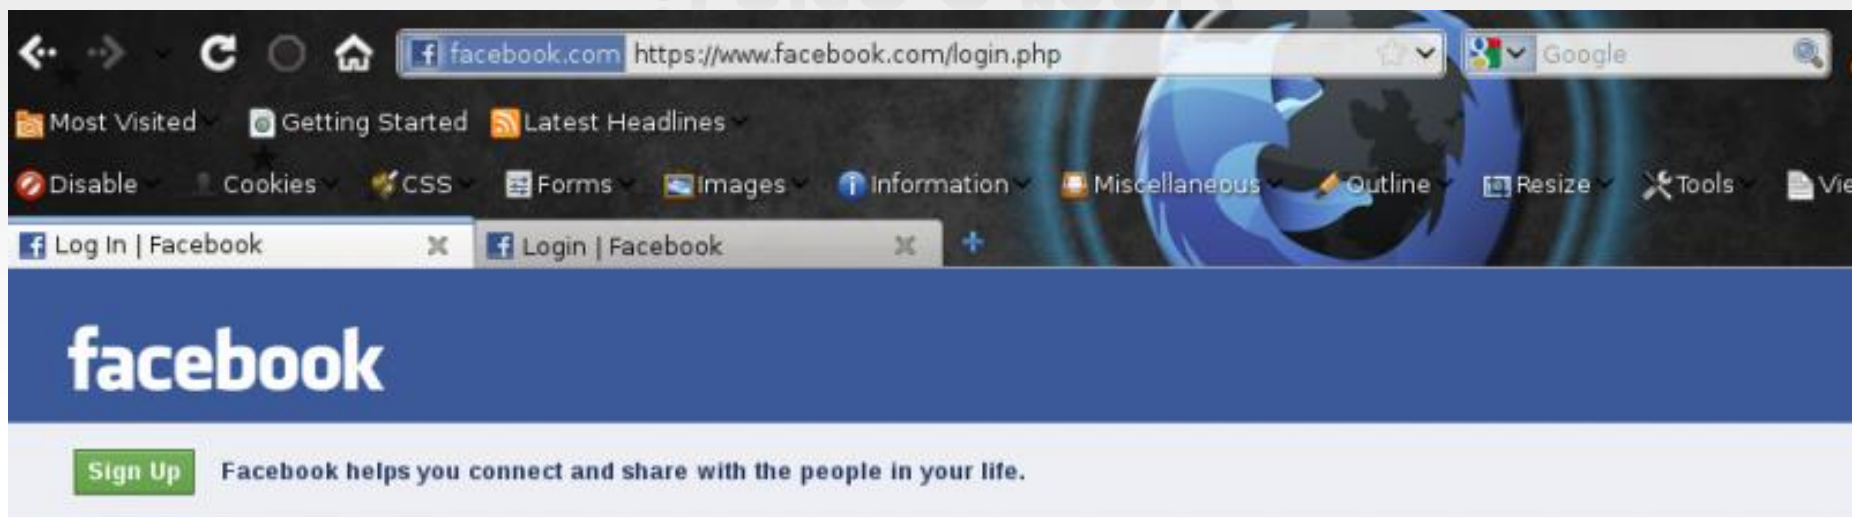 facebook.com https://www.facebook.com/login.php Google
Most Visited Getting Started Latest Headlines
Disable Cookies CSS Forms Images Information Miscellaneous Outline Resize Tools
Log In | Facebook Login | Facebook
facebook
Sign Up Facebook helps you connect and share with the people in your life.